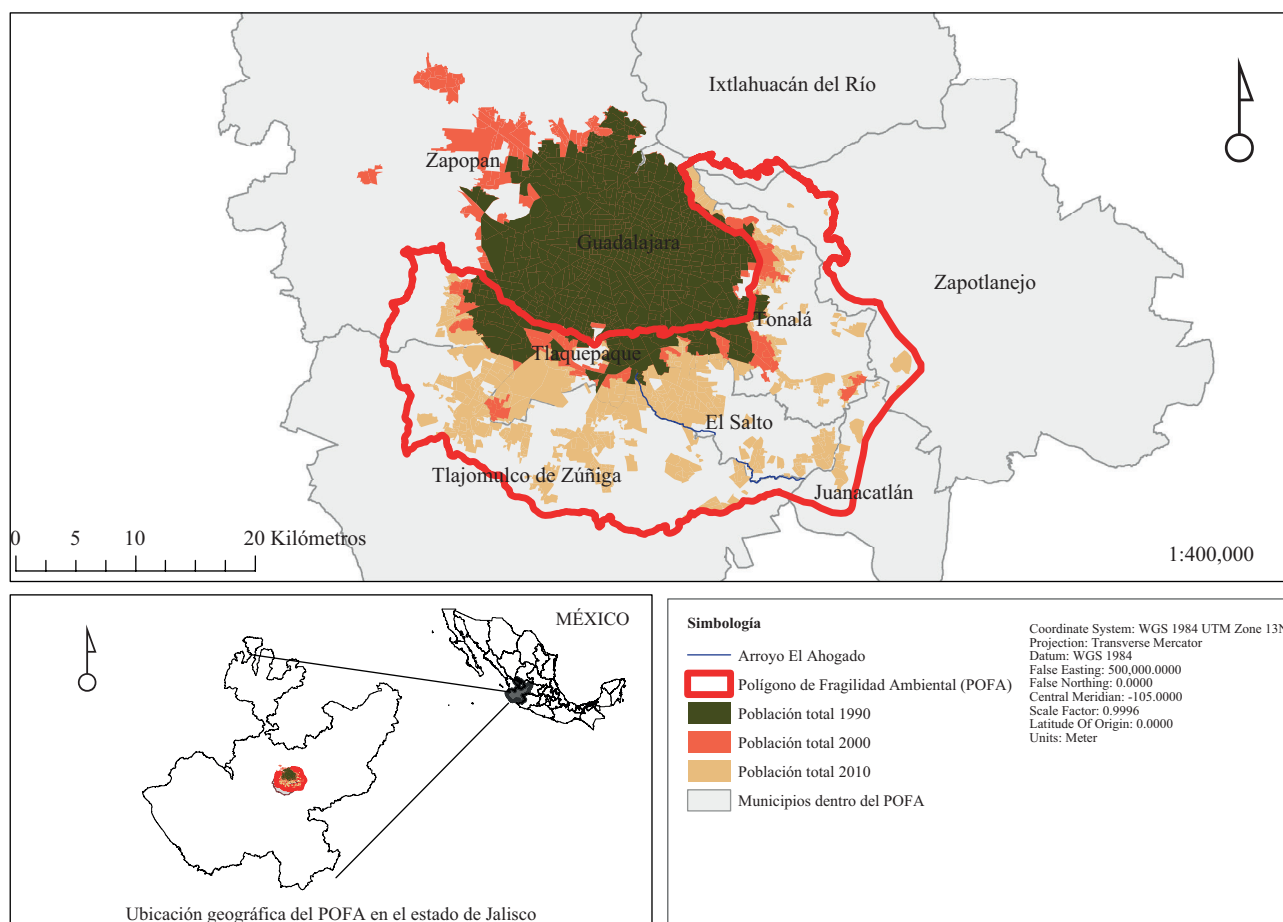 Ixtlahuacán del Río
Zapopan
Guadalajara
Zapotlanejo
Tonalá
Tlaquepaque
El Salto
Tlajomulco de Zúñiga
Juanacatlán
0 5 10 20 Kilómetros
1:400,000
MÉXICO
Ubicación geográfica del POFA en el estado de Jalisco
Simbología
Arroyo El Ahogado
Polígono de Fragilidad Ambiental (POFA)
Población total 1990
Población total 2000
Población total 2010
Municipios dentro del POFA
Coordinate System: WGS 1984 UTM Zone 13N
Projection: Transverse Mercator
Datum: WGS 1984
False Easting: 500,000.0000
False Northing: 0.0000
Central Meridian: -105.0000
Scale Factor: 0.9996
Latitude Of Origin: 0.0000
Units: Meter